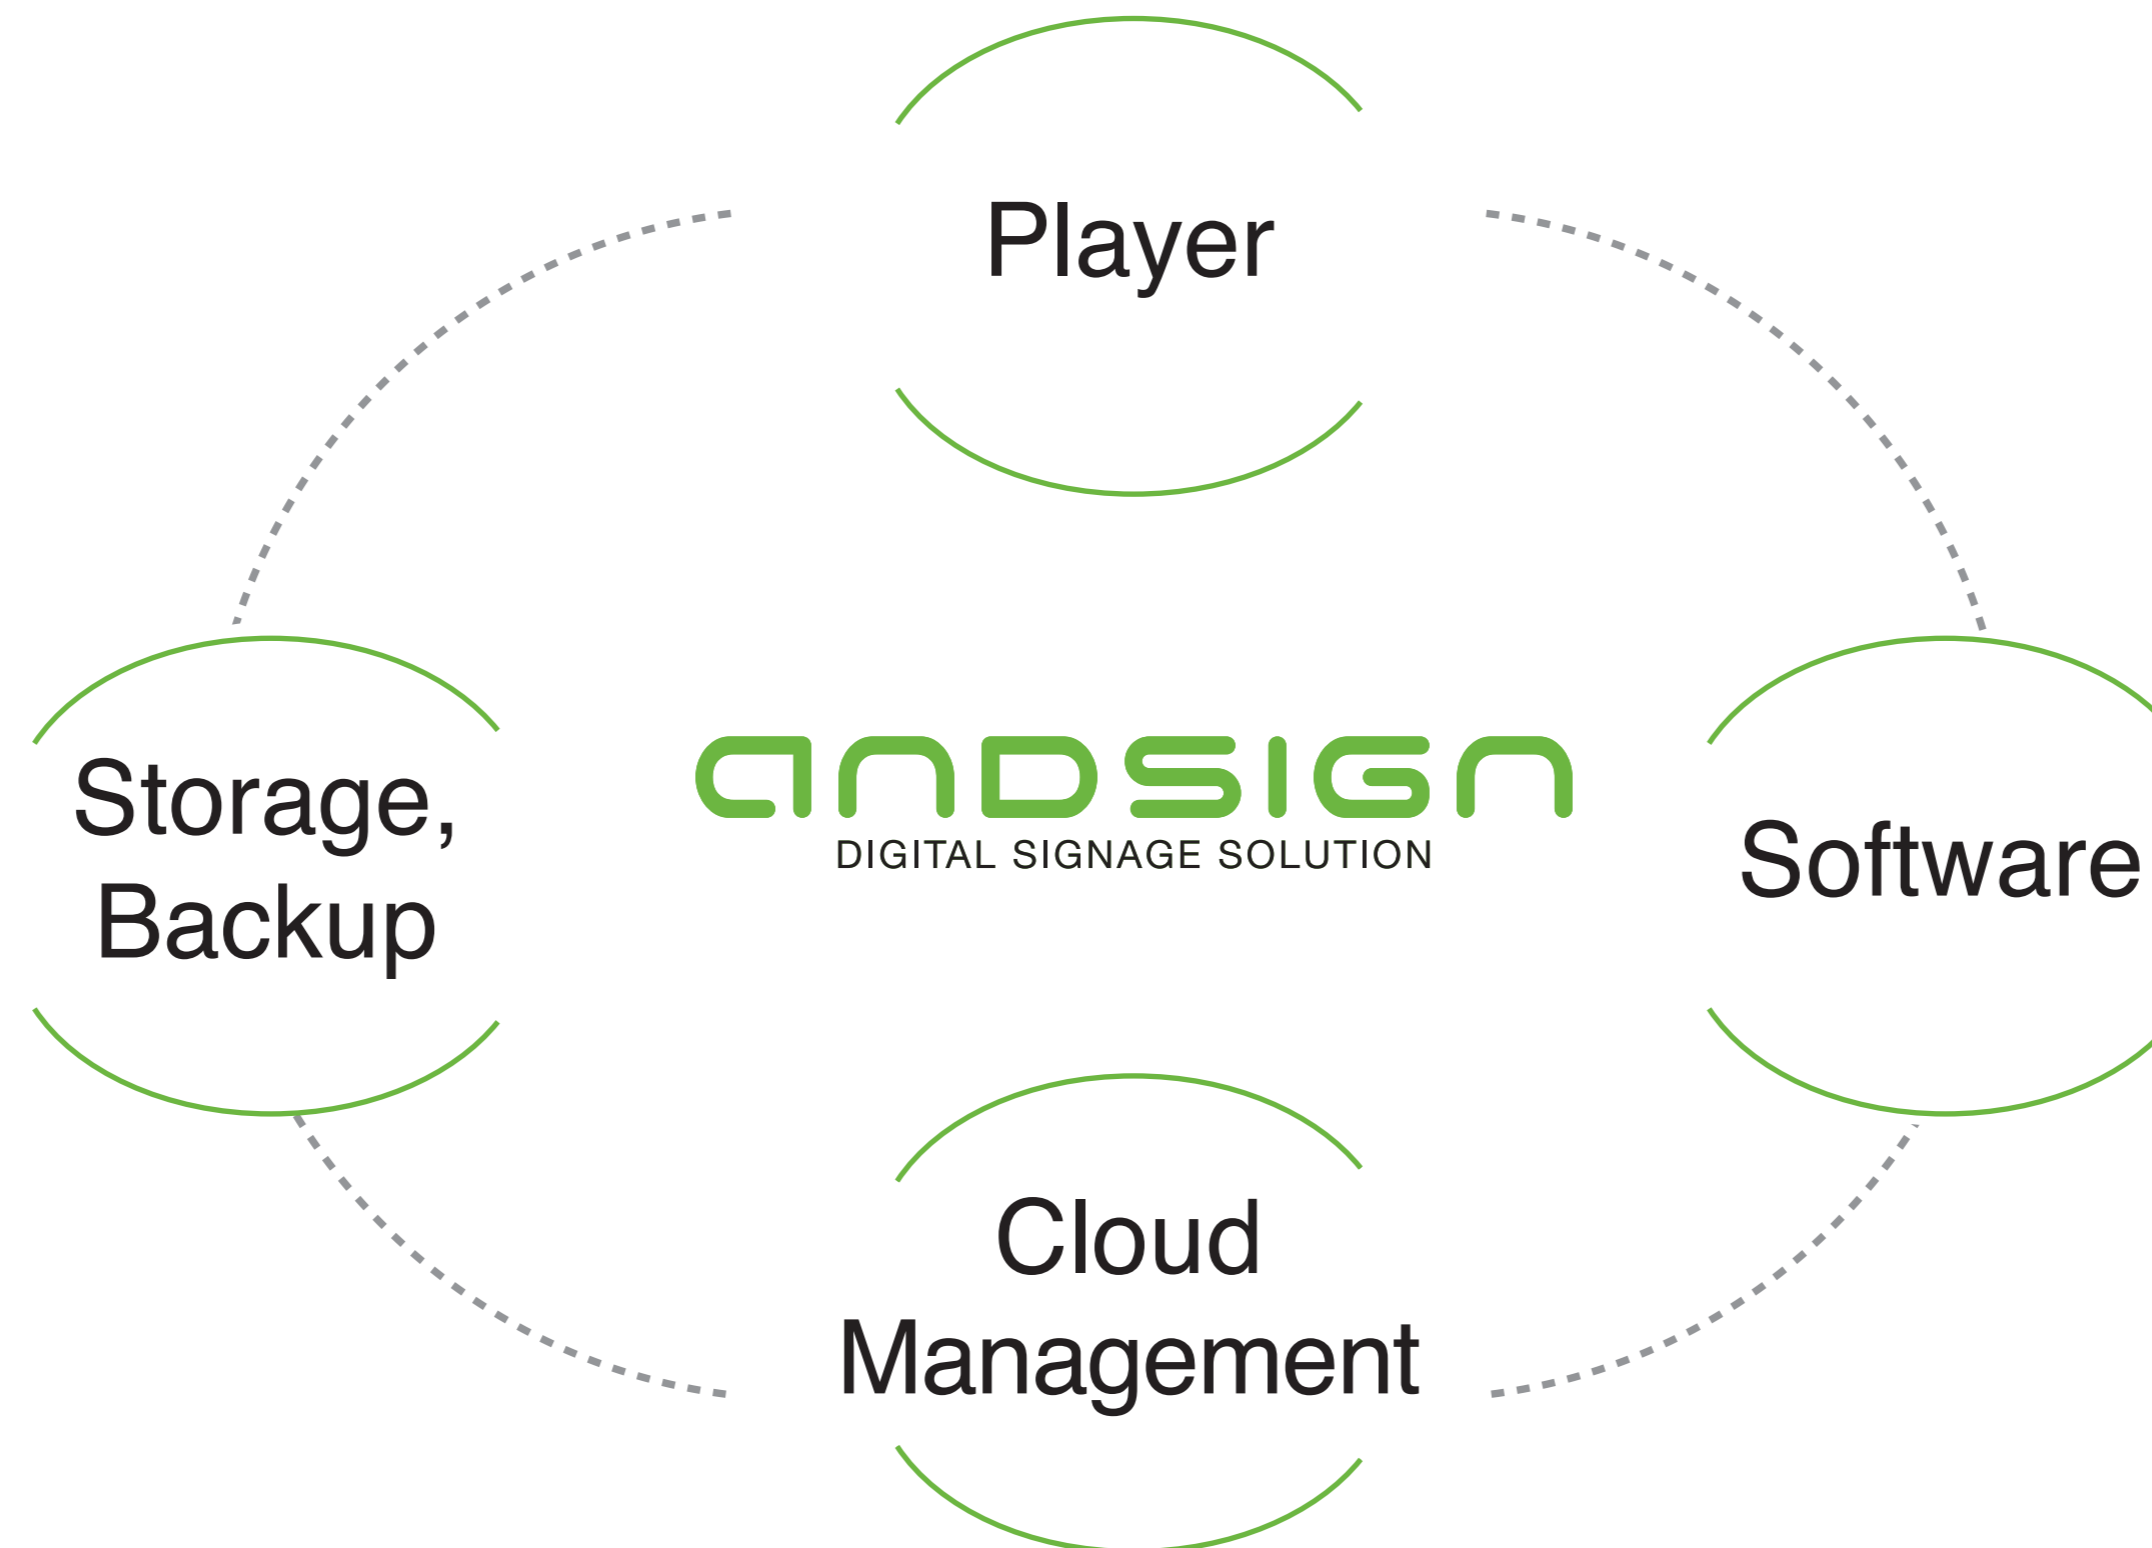 Player
Storage,
Backup
ANDSIGN
DIGITAL SIGNAGE SOLUTION
Software
Cloud
Management